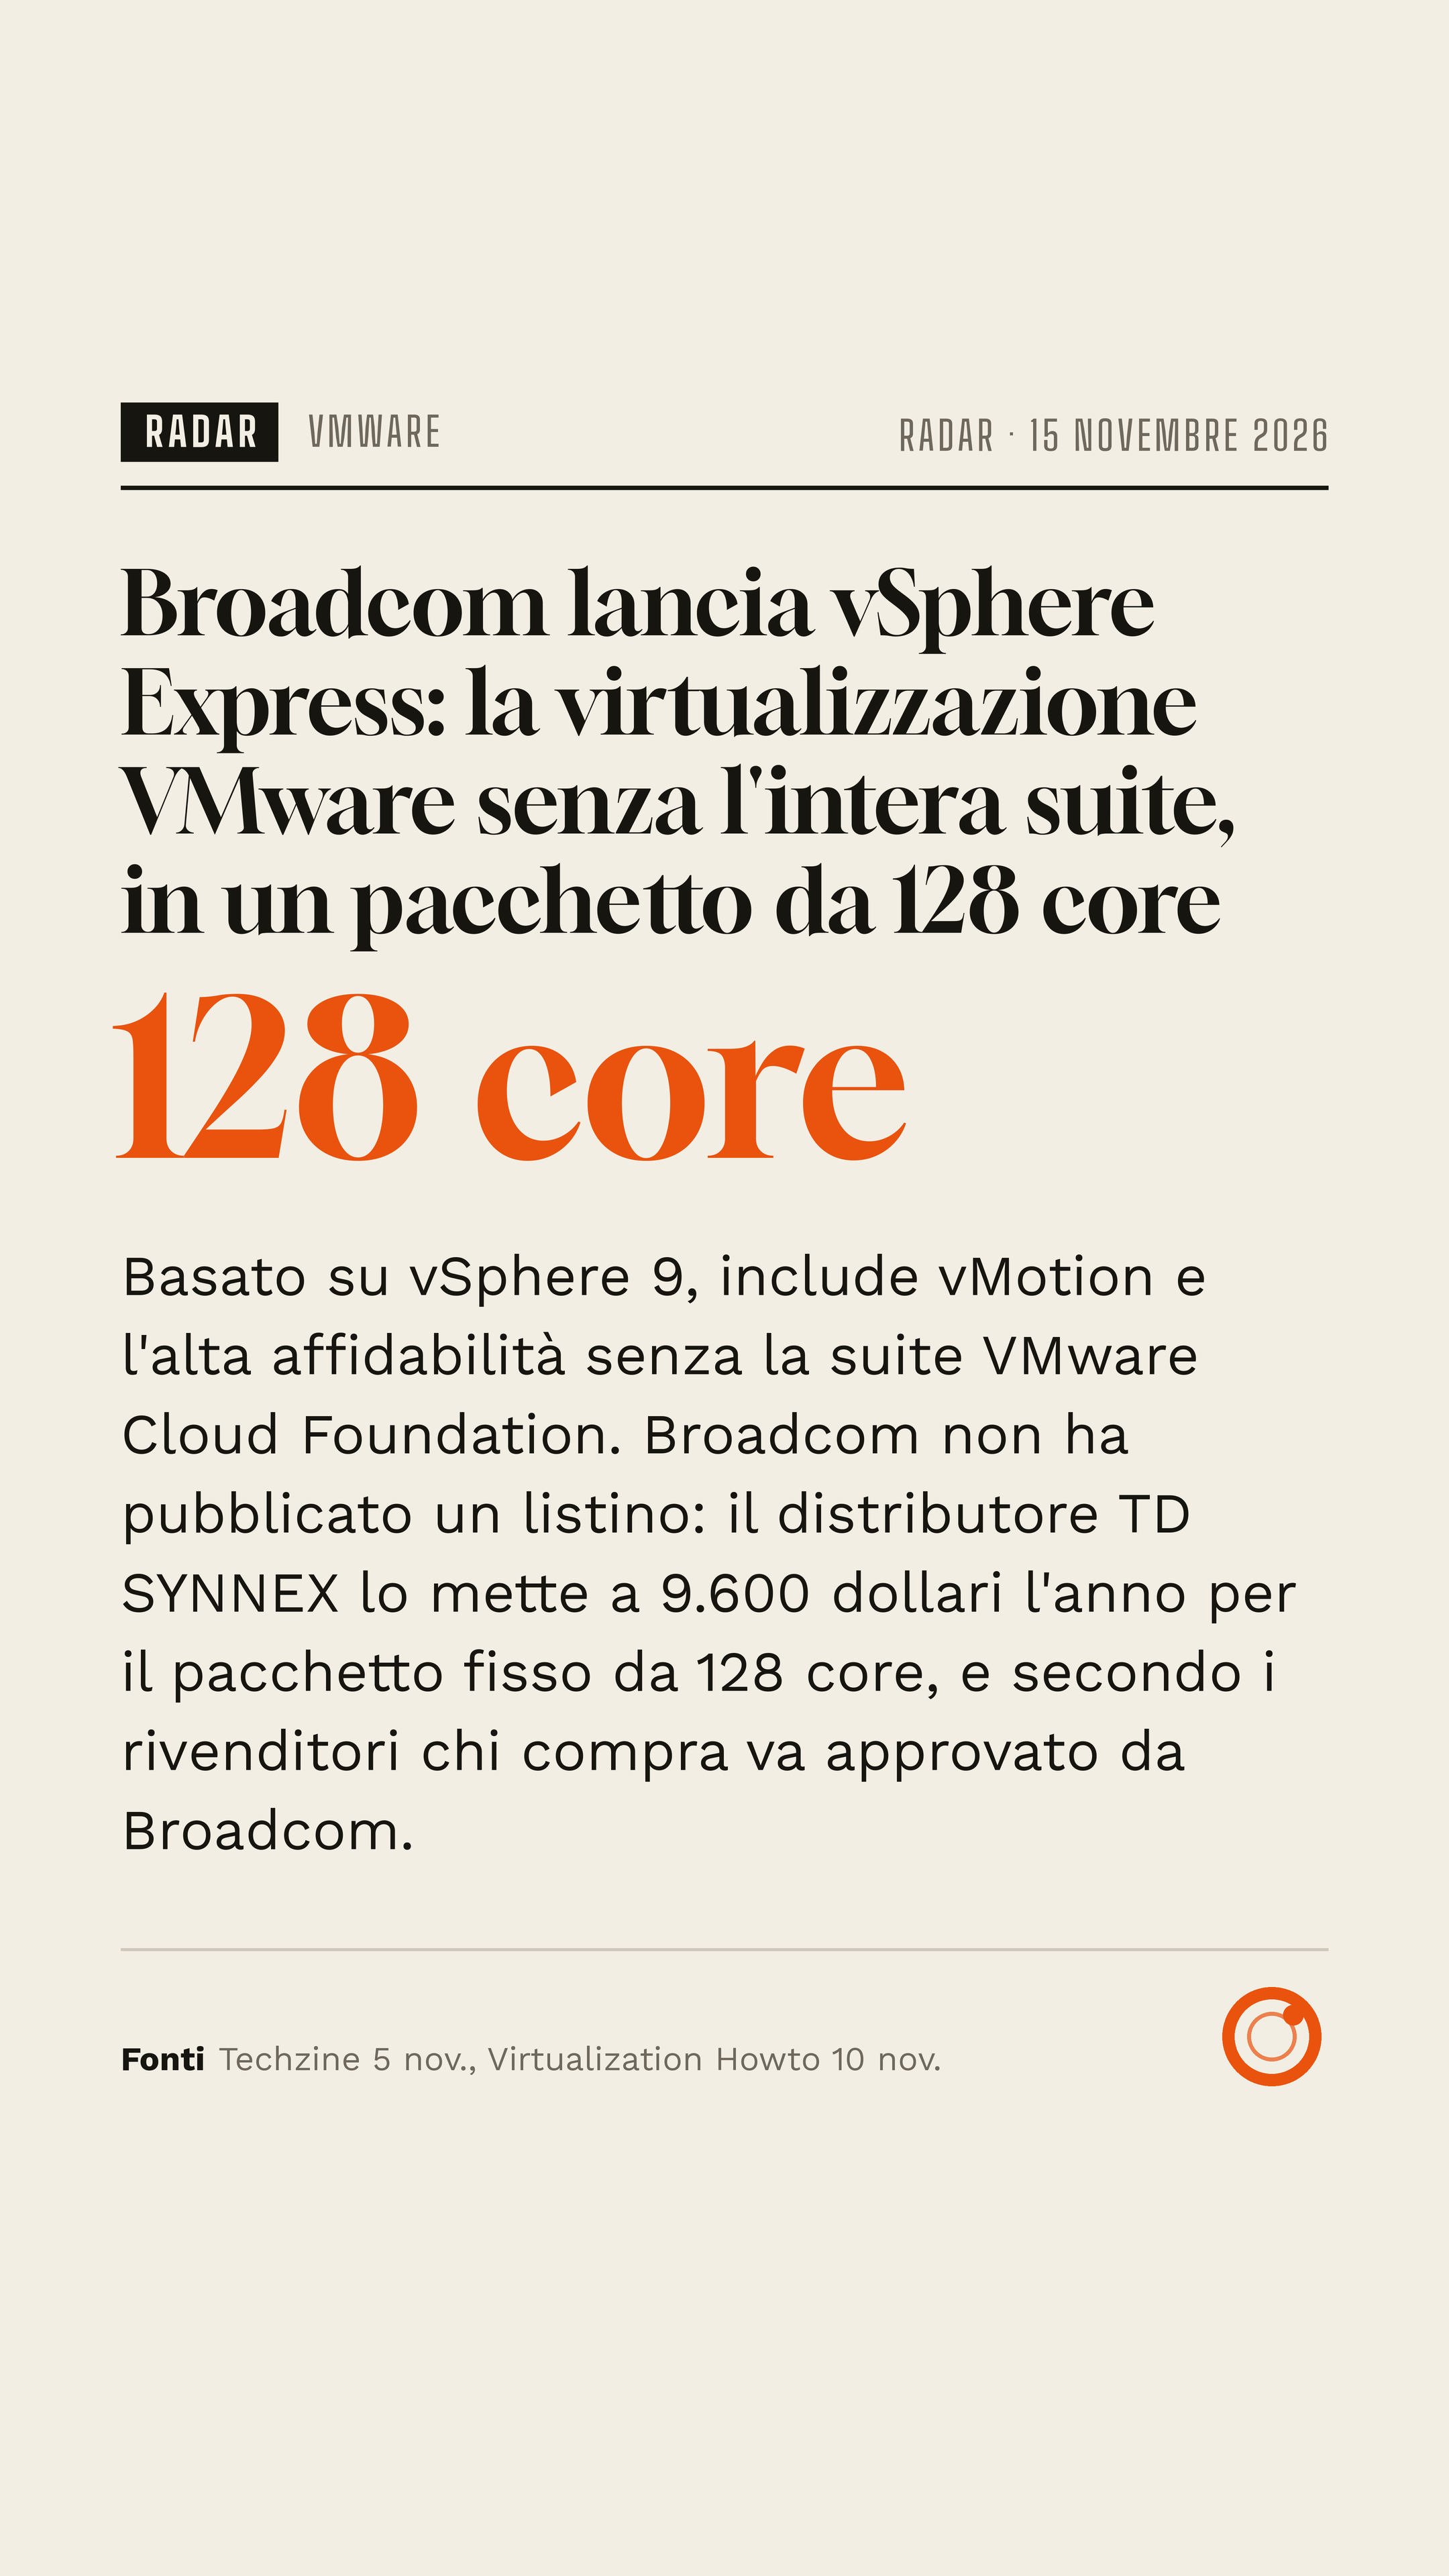 RADAR VMWARE RADAR · 15 NOVEMBRE 2026
Broadcom lancia vSphere
Express: la virtualizzazione
VMware senza l'intera suite,
in un pacchetto da 128 core
128 core
Basato su vSphere 9, include vMotion e
l'alta affidabilità senza la suite VMware
Cloud Foundation. Broadcom non ha
pubblicato un listino: il distributore TD
SYNNEX lo mette a 9.600 dollari l'anno per
il pacchetto fisso da 128 core, e secondo i
rivenditori chi compra va approvato da
Broadcom.
Fonti Techzine 5 nov., Virtualization Howto 10 nov.